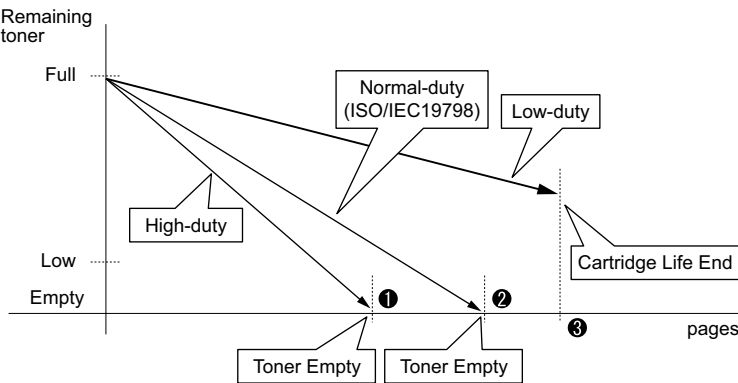 Remaining
toner
Full
Normal-duty
(ISO/IEC19798)
Low-duty
High-duty
Low
Cartridge Life End
Empty
❶
❷
❸
pages
Toner Empty
Toner Empty